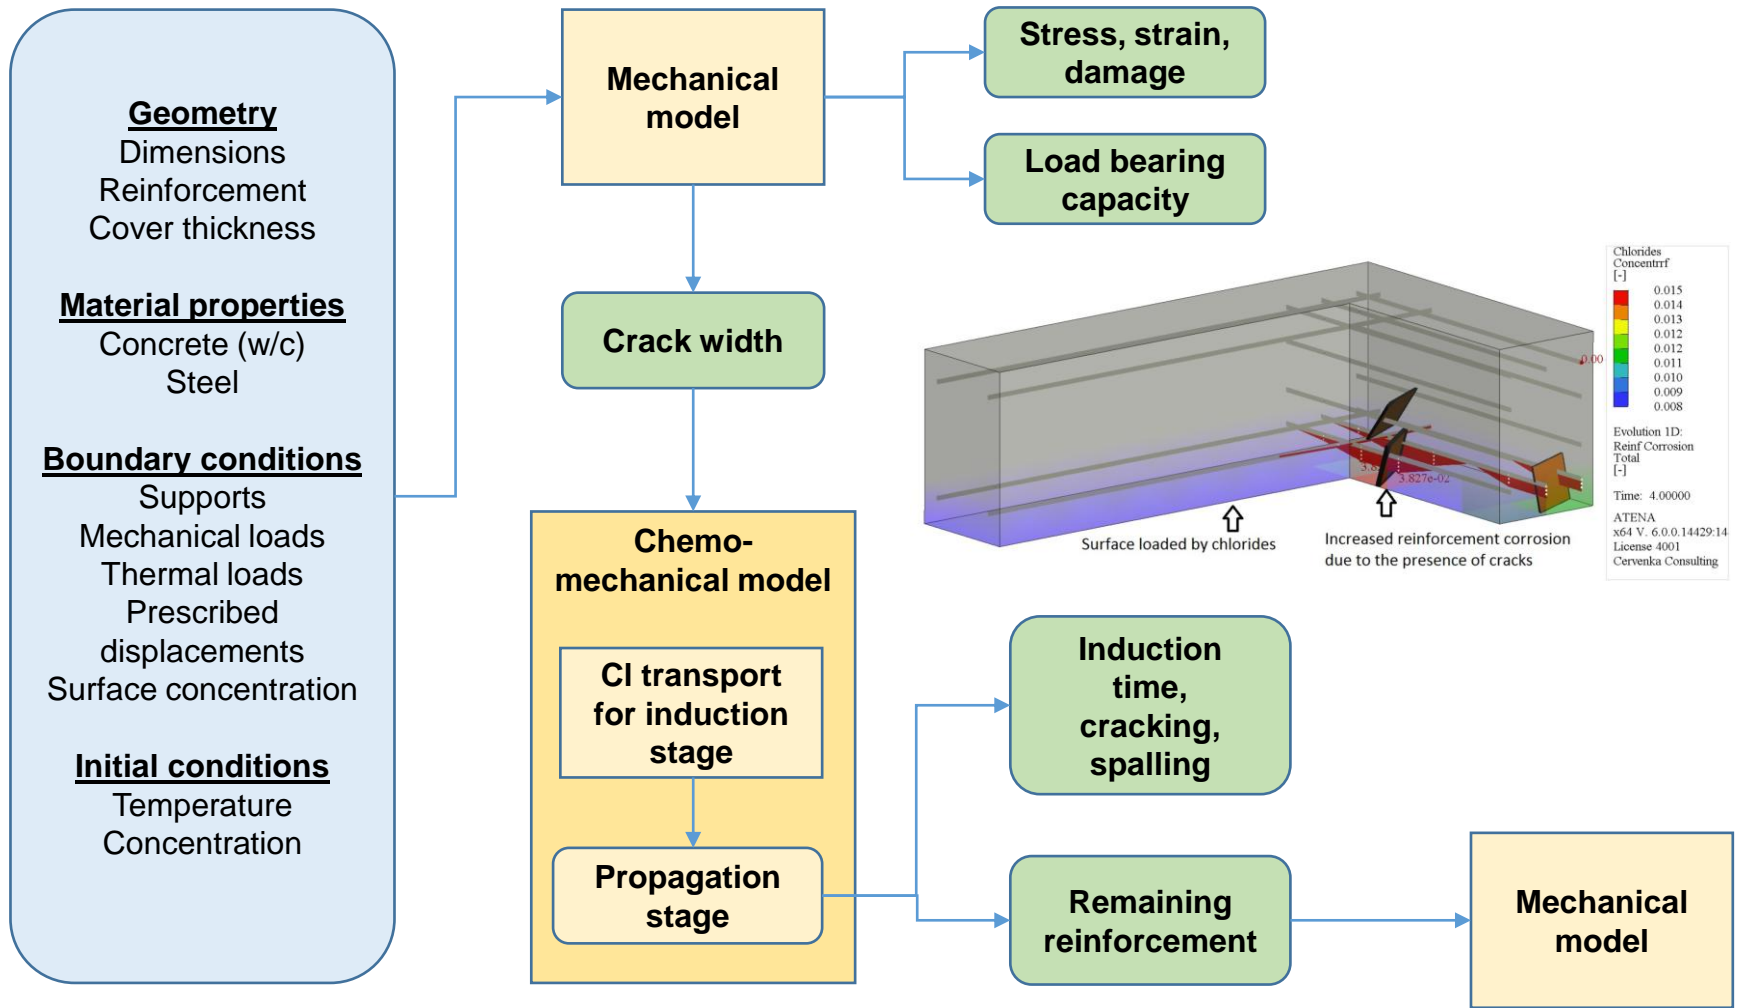 Geometry
Dimensions
Reinforcement
Cover thickness
Material properties
Concrete (w/c)
Steel
Boundary conditions
Supports
Mechanical loads
Thermal loads
Prescribed
displacements
Surface concentration
Initial conditions
Temperature
Concentration
Mechanical
model
Stress, strain,
damage
Load bearing
capacity
Crack width
Chemo-
mechanical model
Cl transport
for induction
stage
Propagation
stage
Induction
time,
cracking,
spalling
Remaining
reinforcement
Mechanical
model
0.00
3.827e-02
Surface loaded by chlorides
Increased reinforcement corrosion
due to the presence of cracks
Chlorides
Concentrrf
[-]
0.015
0.014
0.013
0.012
0.012
0.011
0.010
0.009
0.008
Evolution 1D:
Reinf Corrosion
Total
[-]
Time: 4.00000
ATENA
x64 V. 6.0.0.14429:14
License 4001
Cervenka Consulting